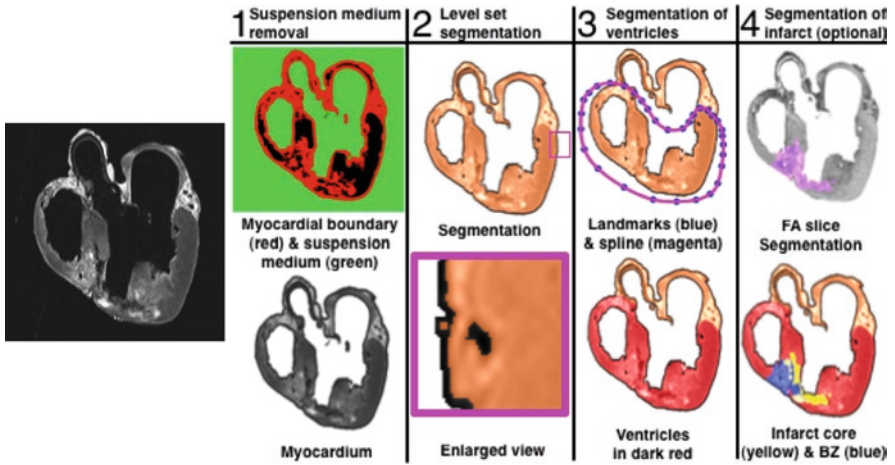 1 Suspension medium
removal
2 Level set
segmentation
3 Segmentation of
ventricles
4 Segmentation of
infarct (optional)
Myocardial boundary
(red) & suspension
medium (green)
Segmentation
Landmarks (blue)
& spline (magenta)
FA slice
Segmentation
Myocardium
Enlarged view
Ventricles
in dark red
Infarct core
(yellow) & BZ (blue)